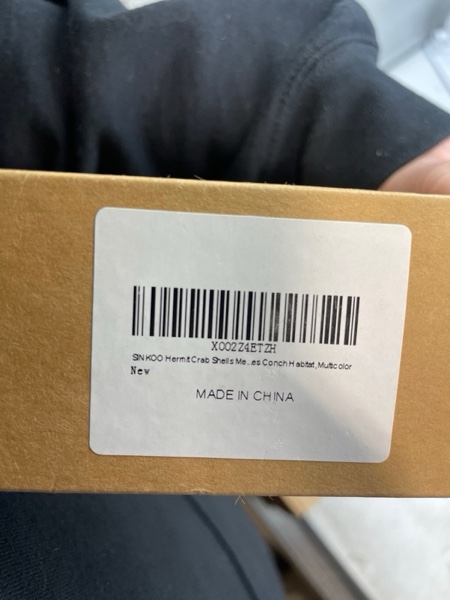 X002Z4ETZH
SINKOO Hermit Crab Shells Me...es Conch Habitat, Multicolor
New
MADE IN CHINA